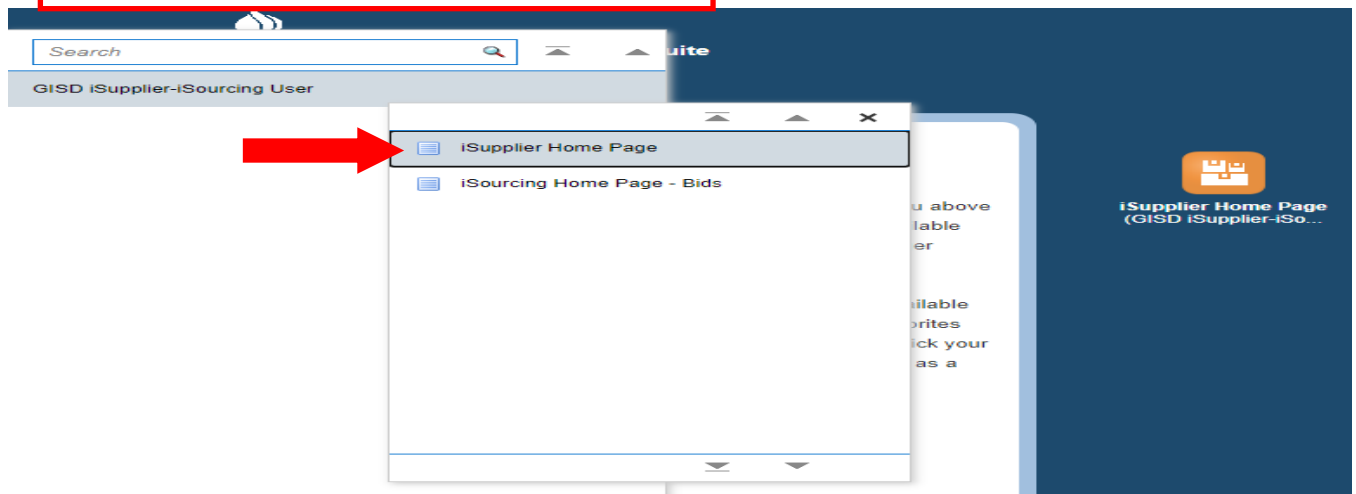 Search
uite
GISD iSupplier-iSourcing User
iSupplier Home Page
iSourcing Home Page - Bids
u above
lable
er
ilable
orites
ick your
as a
iSupplier Home Page
(GISD iSupplier-iSo...